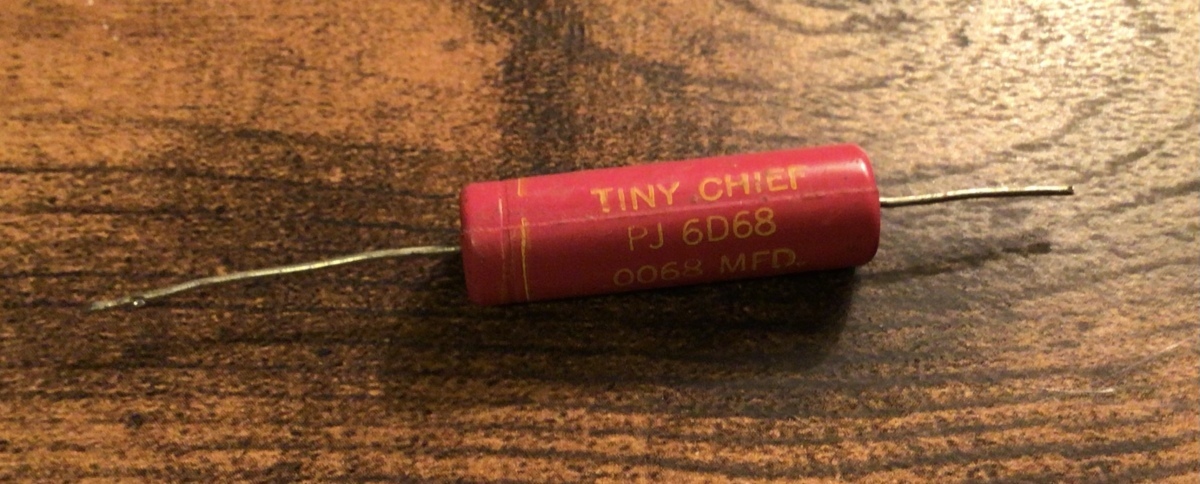 TINY CHIEF
PJ 6D68
0068 MFD.